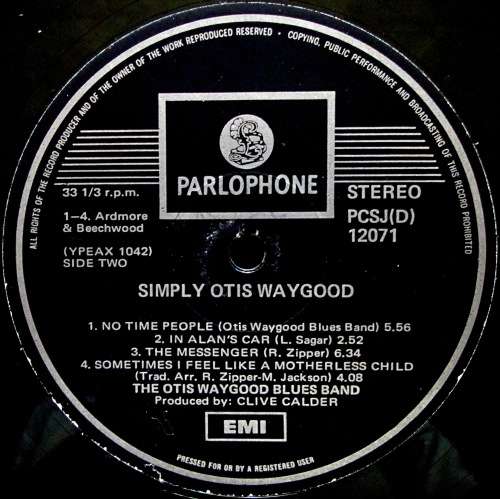 ALL RIGHTS OF THE RECORD PRODUCER AND OF THE OWNER OF THE WORK REPRODUCED RESERVED • COPYING, PUBLIC PERFORMANCE AND BROADCASTING OF THIS RECORD PROHIBITED
PARLOPHONE
33 1/3 r.p.m.
STEREO
1–4. Ardmore
& Beechwood
PCSJ(D)
12071
(YPEAX 1042)
SIDE TWO
SIMPLY OTIS WAYGOOD
1. NO TIME PEOPLE (Otis Waygood Blues Band) 5.56
2. IN ALAN'S CAR (L. Sagar) 2.52
3. THE MESSENGER (R. Zipper) 6.34
4. SOMETIMES I FEEL LIKE A MOTHERLESS CHILD
(Trad. Arr. R. Zipper-M. Jackson) 4.08
THE OTIS WAYGOOD BLUES BAND
Produced by: CLIVE CALDER
EMI
PRESSED FOR OR BY A REGISTERED USER